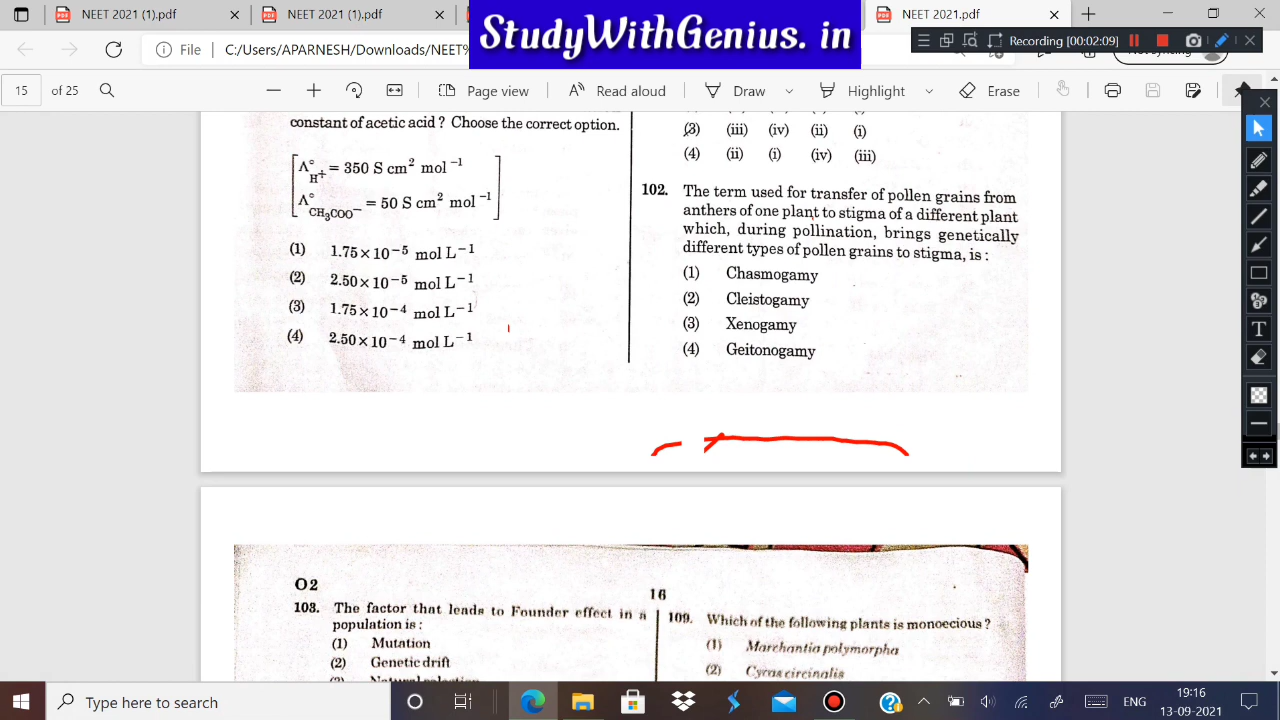 NEET 2021 (1).pdf
NEET 2021 (1).pdf
NEET 2021.pdf
StudyWithGenius. in
Recording [00:02:09]
File
C:/Users/APARNESH/Downloads/NEET%
15 of 25
Page view
Read aloud
Draw
Highlight
Erase
constant of acetic acid ? Choose the correct option.
Λ° H+ = 350 S cm² mol⁻¹
Λ° CH₃COO⁻ = 50 S cm² mol⁻¹
(1) 1.75×10⁻⁵ mol L⁻¹
(2) 2.50×10⁻⁵ mol L⁻¹
(3) 1.75×10⁻⁴ mol L⁻¹
(4) 2.50×10⁻⁴ mol L⁻¹
(3) (iii) (iv) (ii) (i)
(4) (ii) (i) (iv) (iii)
102. The term used for transfer of pollen grains from
anthers of one plant to stigma of a different plant
which, during pollination, brings genetically
different types of pollen grains to stigma, is :
(1) Chasmogamy
(2) Cleistogamy
(3) Xenogamy
(4) Geitonogamy
O2
16
103. The factor that leads to Founder effect in a
population is :
(1) Mutation
(2) Genetic drift
109. Which of the following plants is monoecious ?
(1) Marchantia polymorpha
(2) Cycas circinalis
Type here to search
ENG
19:16
13-09-2021